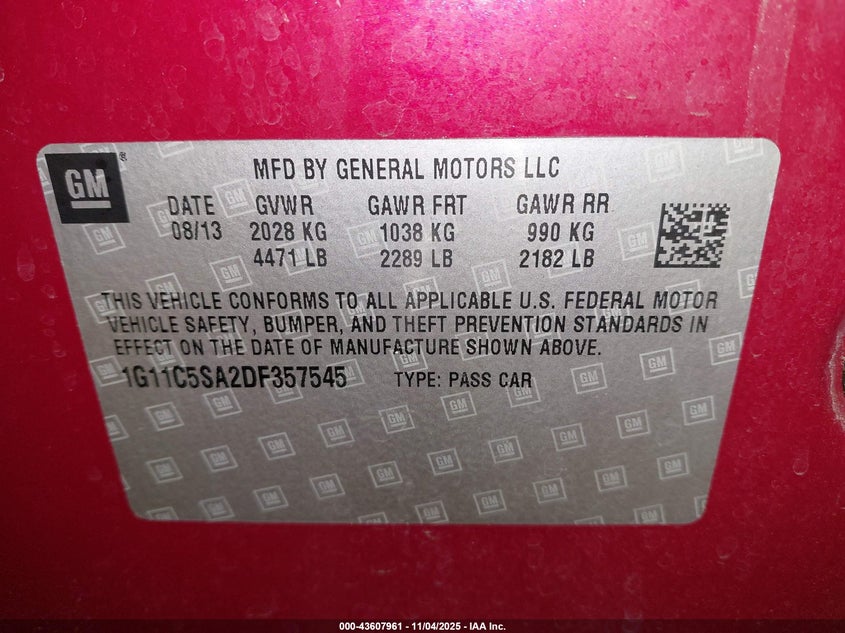 GM ®
MFD BY GENERAL MOTORS LLC
DATE GVWR GAWR FRT GAWR RR
08/13 2028 KG 1038 KG 990 KG
4471 LB 2289 LB 2182 LB
THIS VEHICLE CONFORMS TO ALL APPLICABLE U.S. FEDERAL MOTOR
VEHICLE SAFETY, BUMPER, AND THEFT PREVENTION STANDARDS IN
EFFECT ON THE DATE OF MANUFACTURE SHOWN ABOVE.
1G11C5SA2DF357545 TYPE: PASS CAR
000-43607961 - 11/04/2025 - IAA Inc.